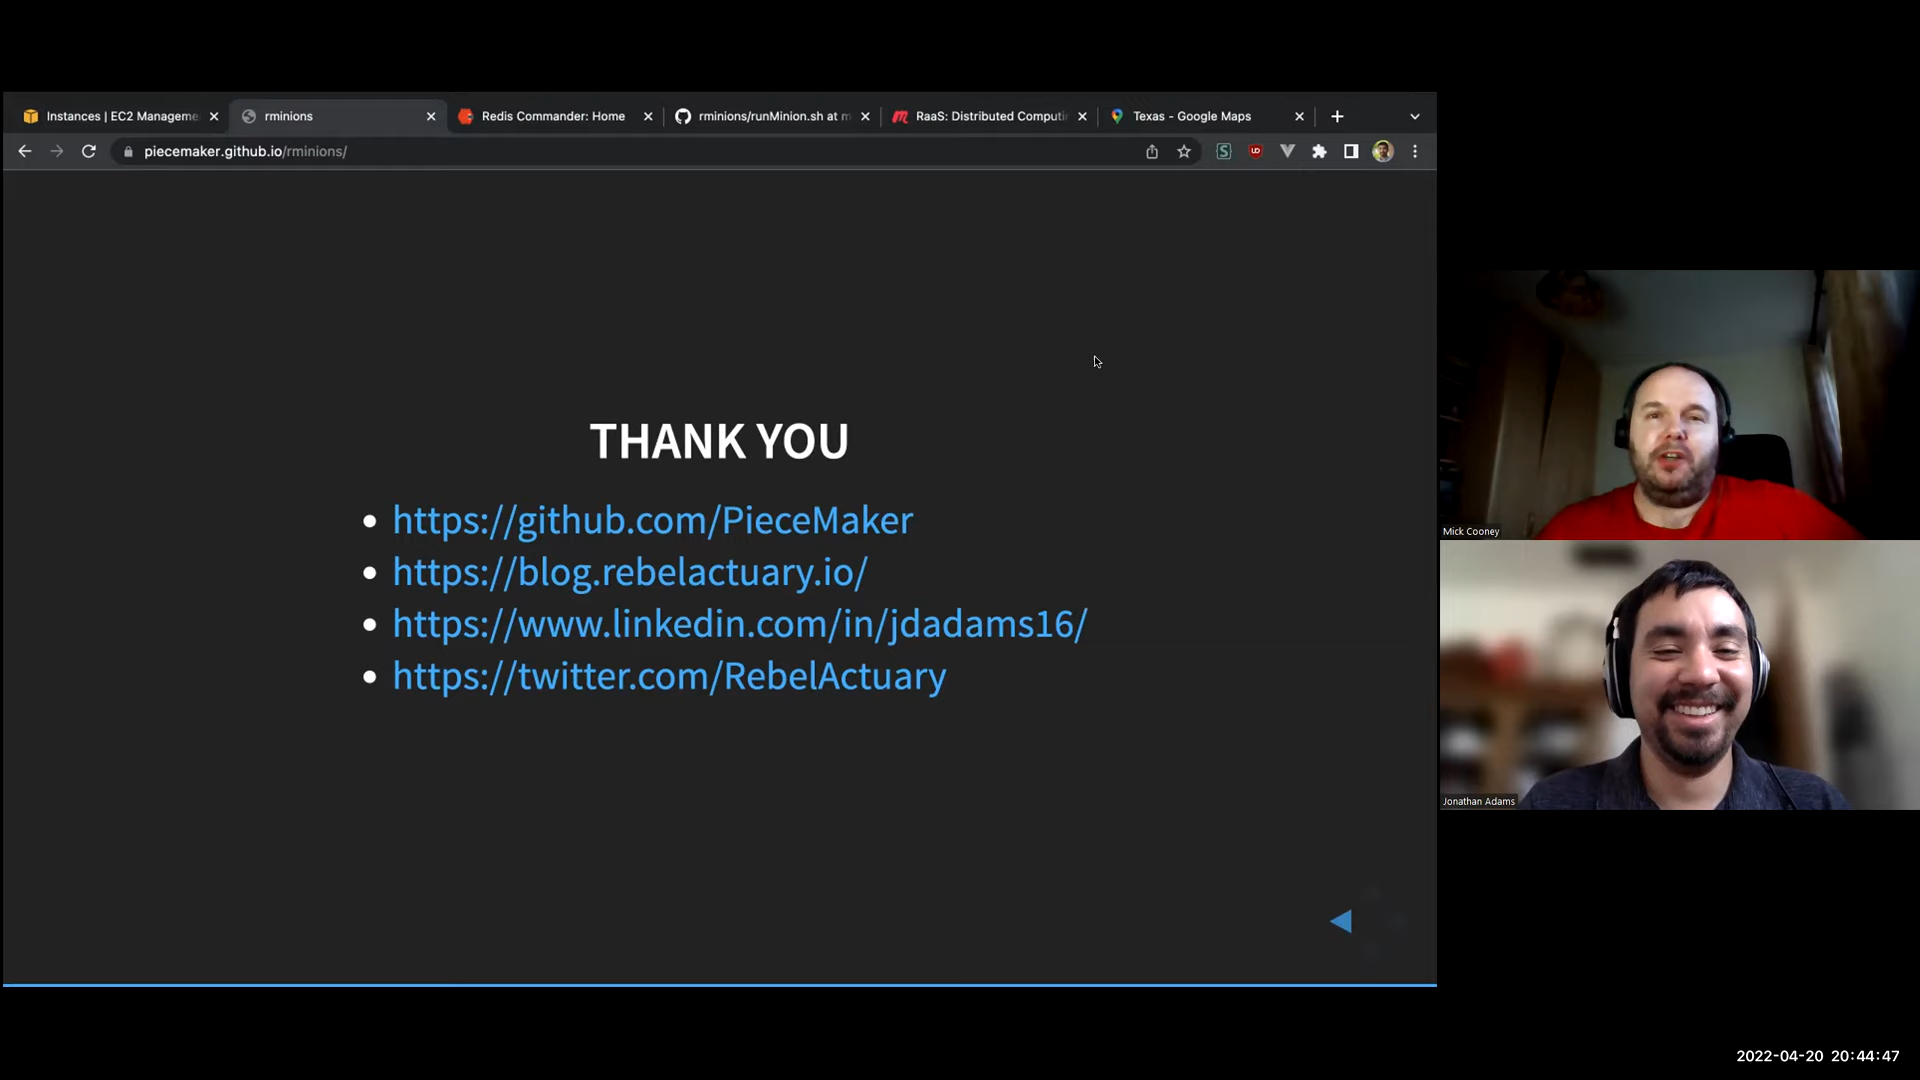 Instances | EC2 Manageme
rminions
Redis Commander: Home
rminions/runMinion.sh at m
RaaS: Distributed Computi
Texas - Google Maps
piecemaker.github.io/rminions/
THANK YOU
https://github.com/PieceMaker
https://blog.rebelactuary.io/
https://www.linkedin.com/in/jdadams16/
https://twitter.com/RebelActuary
Mick Cooney
Jonathan Adams
2022-04-20 20:44:47